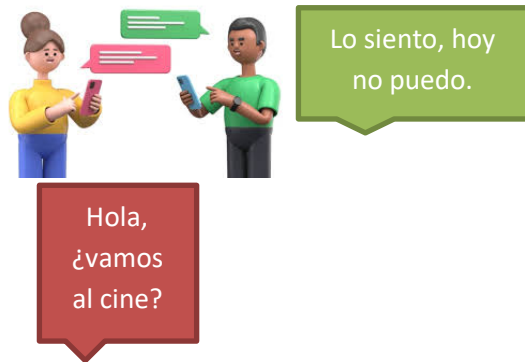 Lo siento, hoy
no puedo.
Hola,
¿vamos
al cine?